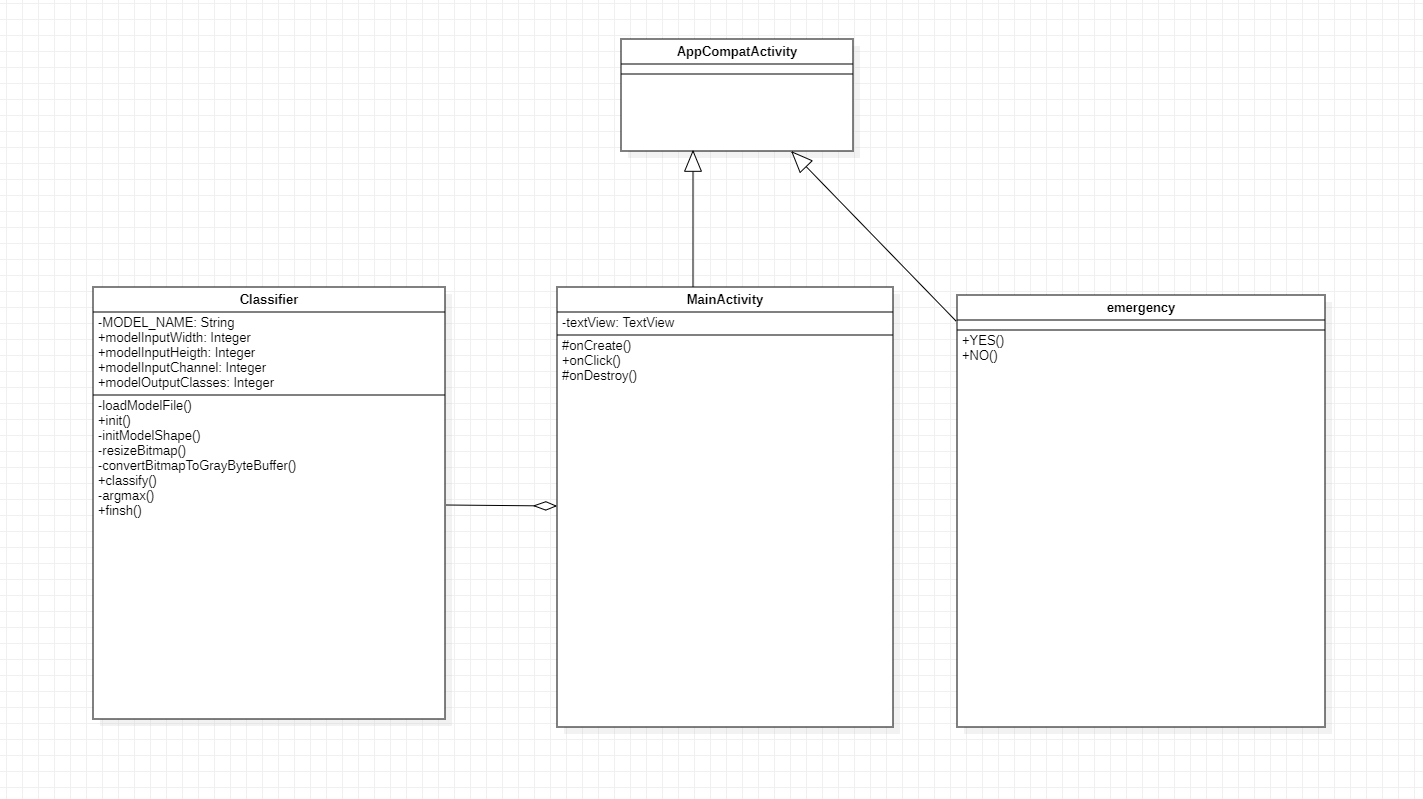 AppCompatActivity
Classifier
-MODEL_NAME: String
+modelInputWidth: Integer
+modelInputHeigth: Integer
+modelInputChannel: Integer
+modelOutputClasses: Integer
-loadModelFile()
+init()
-initModelShape()
-resizeBitmap()
-convertBitmapToGrayByteBuffer()
+classify()
-argmax()
+finsh()
MainActivity
-textView: TextView
#onCreate()
+onClick()
#onDestroy()
emergency
+YES()
+NO()